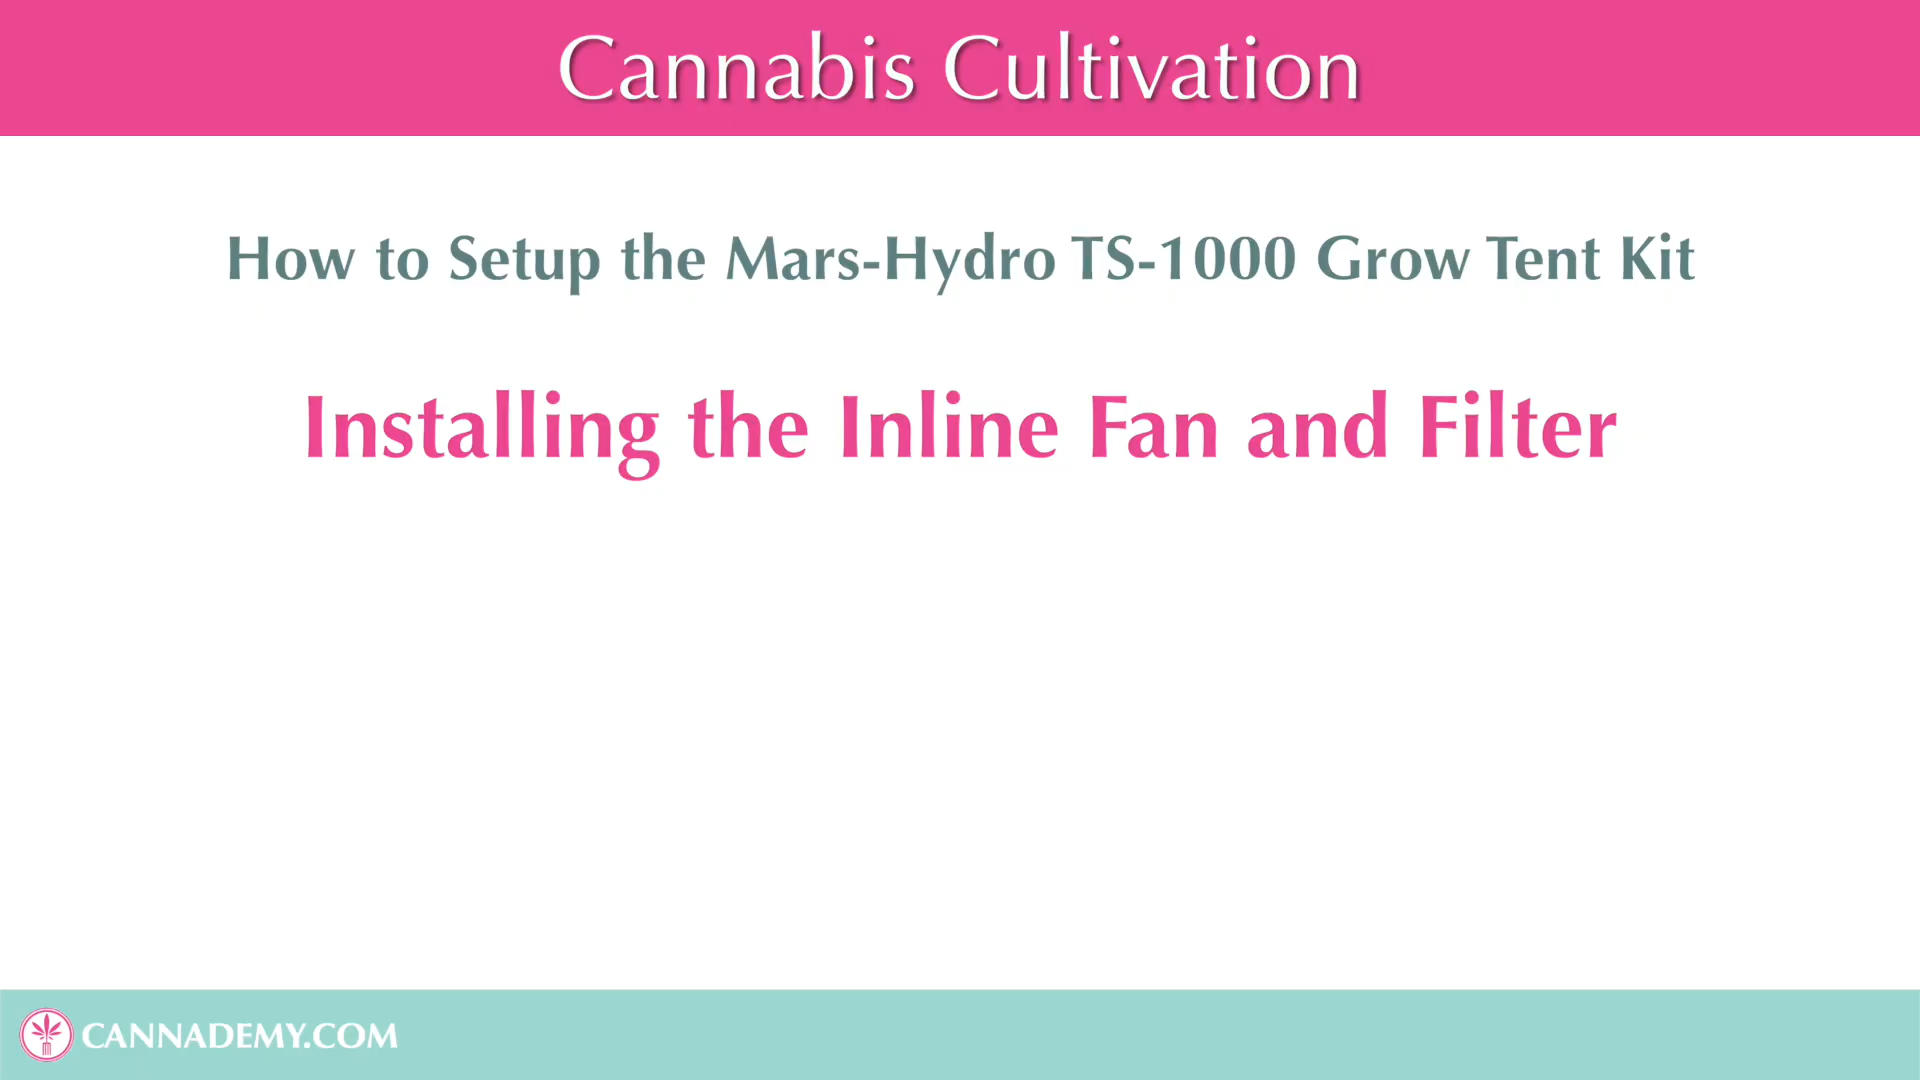 Cannabis Cultivation
How to Setup the Mars-Hydro TS-1000 Grow Tent Kit
Installing the Inline Fan and Filter
CANNADEMY.COM